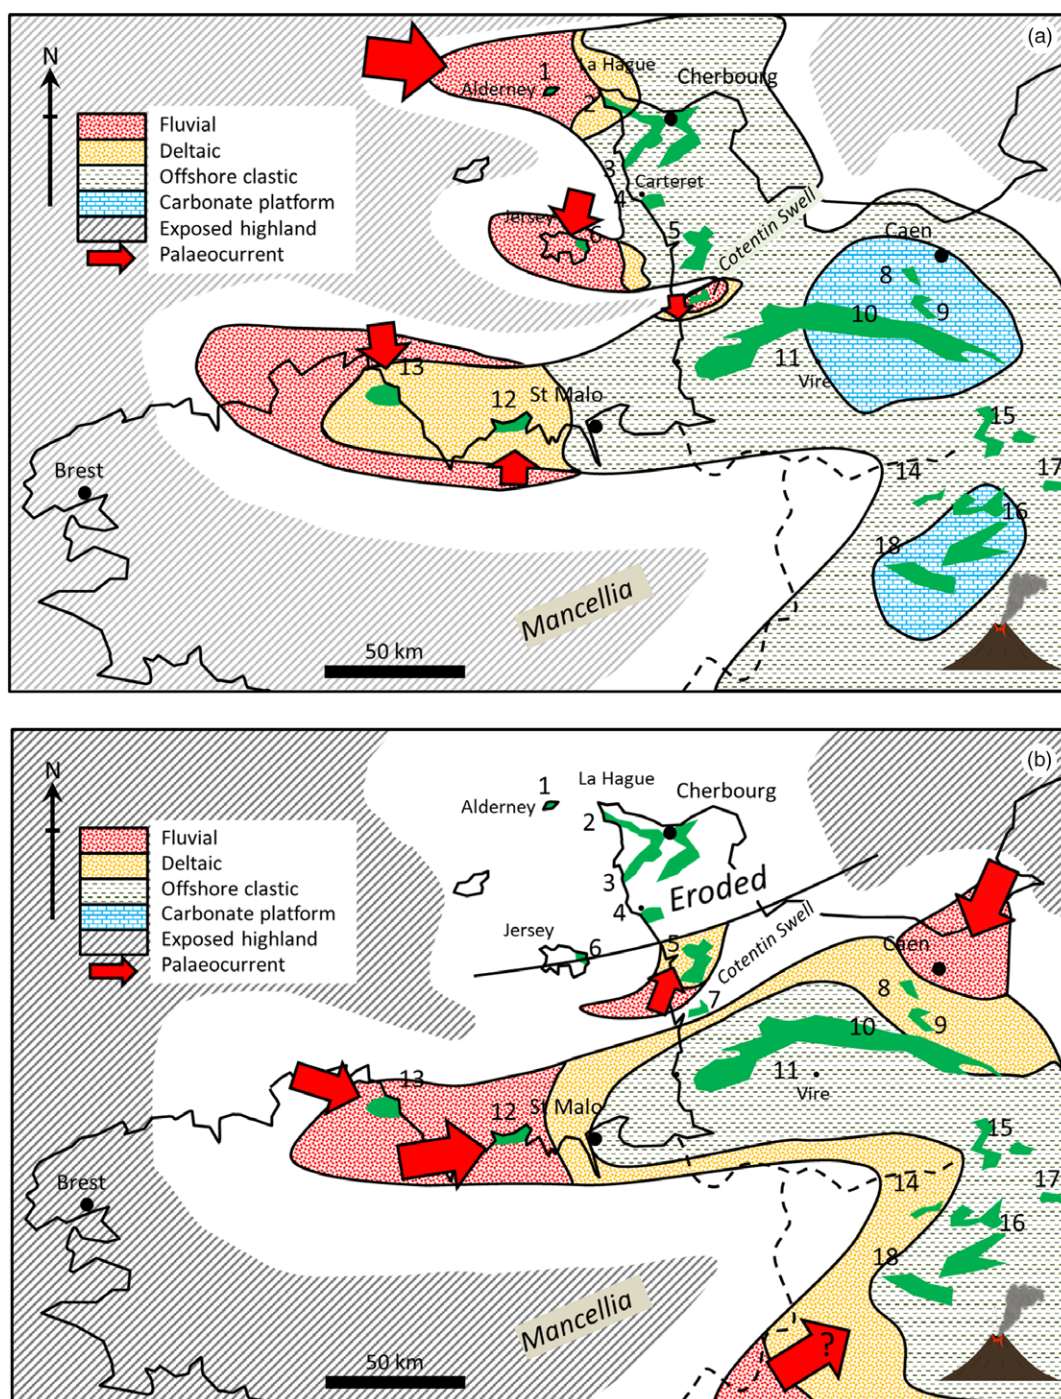 (a)
N
La Hague
Cherbourg
1
Alderney
2
Fluvial
Deltaic
Offshore clastic
Carbonate platform
Exposed highland
Palaeocurrent
3
Carteret
4
Jersey
6
5
Cotentin Swell
Caen
7
8
9
10
11
Vire
13
12
St Malo
15
Brest
14
17
16
18
Mancellia
50 km
(b)
N
La Hague
1
Alderney
Cherbourg
2
Fluvial
Deltaic
Offshore clastic
Carbonate platform
Exposed highland
Palaeocurrent
3
Eroded
4
Jersey
6
5
Cotentin Swell
Caen
7
8
9
10
11
Vire
13
12
St Malo
15
Brest
14
17
16
18
Mancellia
?
50 km